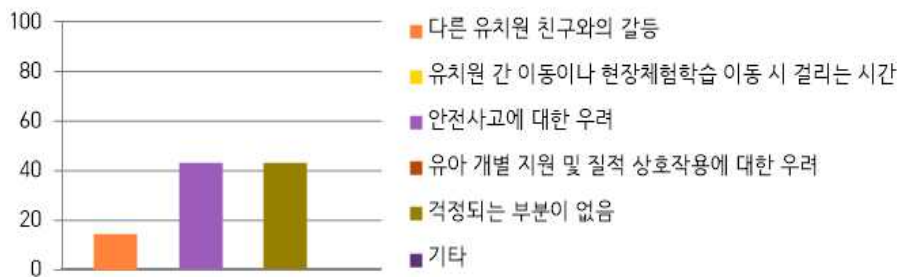 100
80
60
40
20
0
다른 유치원 친구와의 갈등
유치원 간 이동이나 현장체험학습 이동 시 걸리는 시간
안전사고에 대한 우려
유아 개별 지원 및 질적 상호작용에 대한 우려
걱정되는 부분이 없음
기타